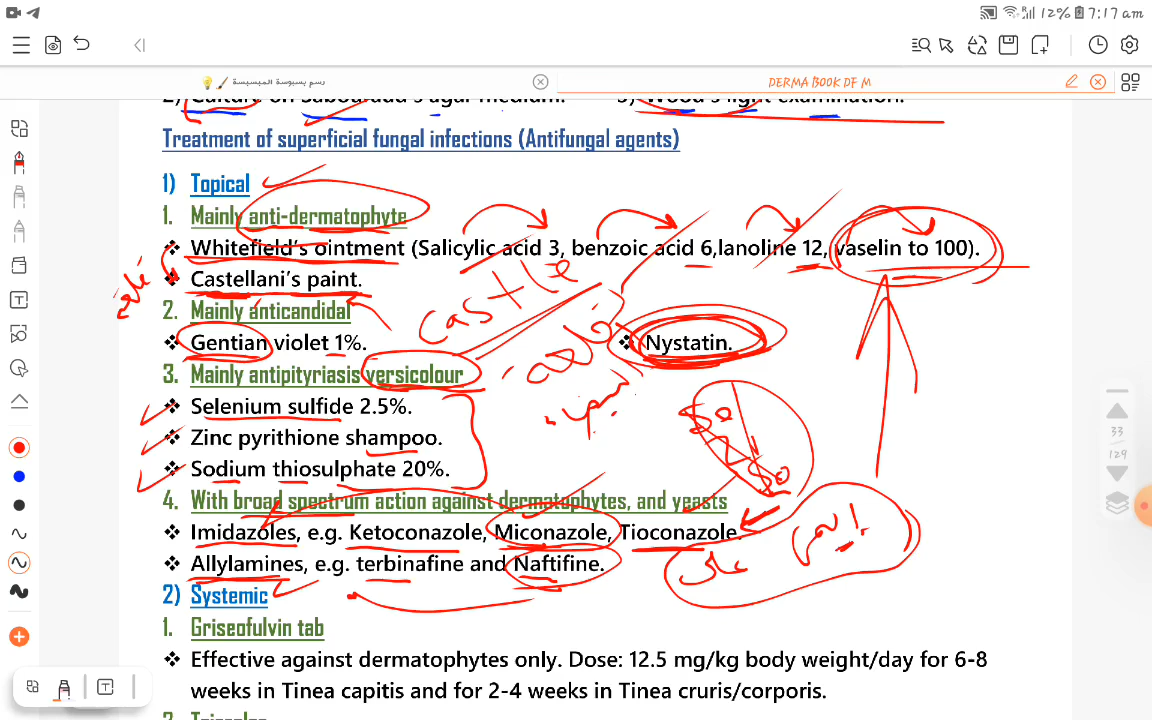 12% 7:17 am
رسم بسبوسة الميسيسة
DERMA BOOK DF M
Treatment of superficial fungal infections (Antifungal agents)
1) Topical
1. Mainly anti-dermatophyte
❖ Whitefield's ointment (Salicylic acid 3, benzoic acid 6,lanoline 12, vaselin to 100).
❖ Castellani's paint.
castle
2. Mainly anticandidal
❖ Gentian violet 1%.
❖ Nystatin.
3. Mainly antipityriasis versicolour
❖ Selenium sulfide 2.5%.
❖ Zinc pyrithione shampoo.
❖ Sodium thiosulphate 20%.
4. With broad spectrum action against dermatophytes, and yeasts
❖ Imidazoles, e.g. Ketoconazole, Miconazole, Tioconazole.
❖ Allylamines, e.g. terbinafine and Naftifine.
2) Systemic
1. Griseofulvin tab
❖ Effective against dermatophytes only. Dose: 12.5 mg/kg body weight/day for 6-8
weeks in Tinea capitis and for 2-4 weeks in Tinea cruris/corporis.
33
129